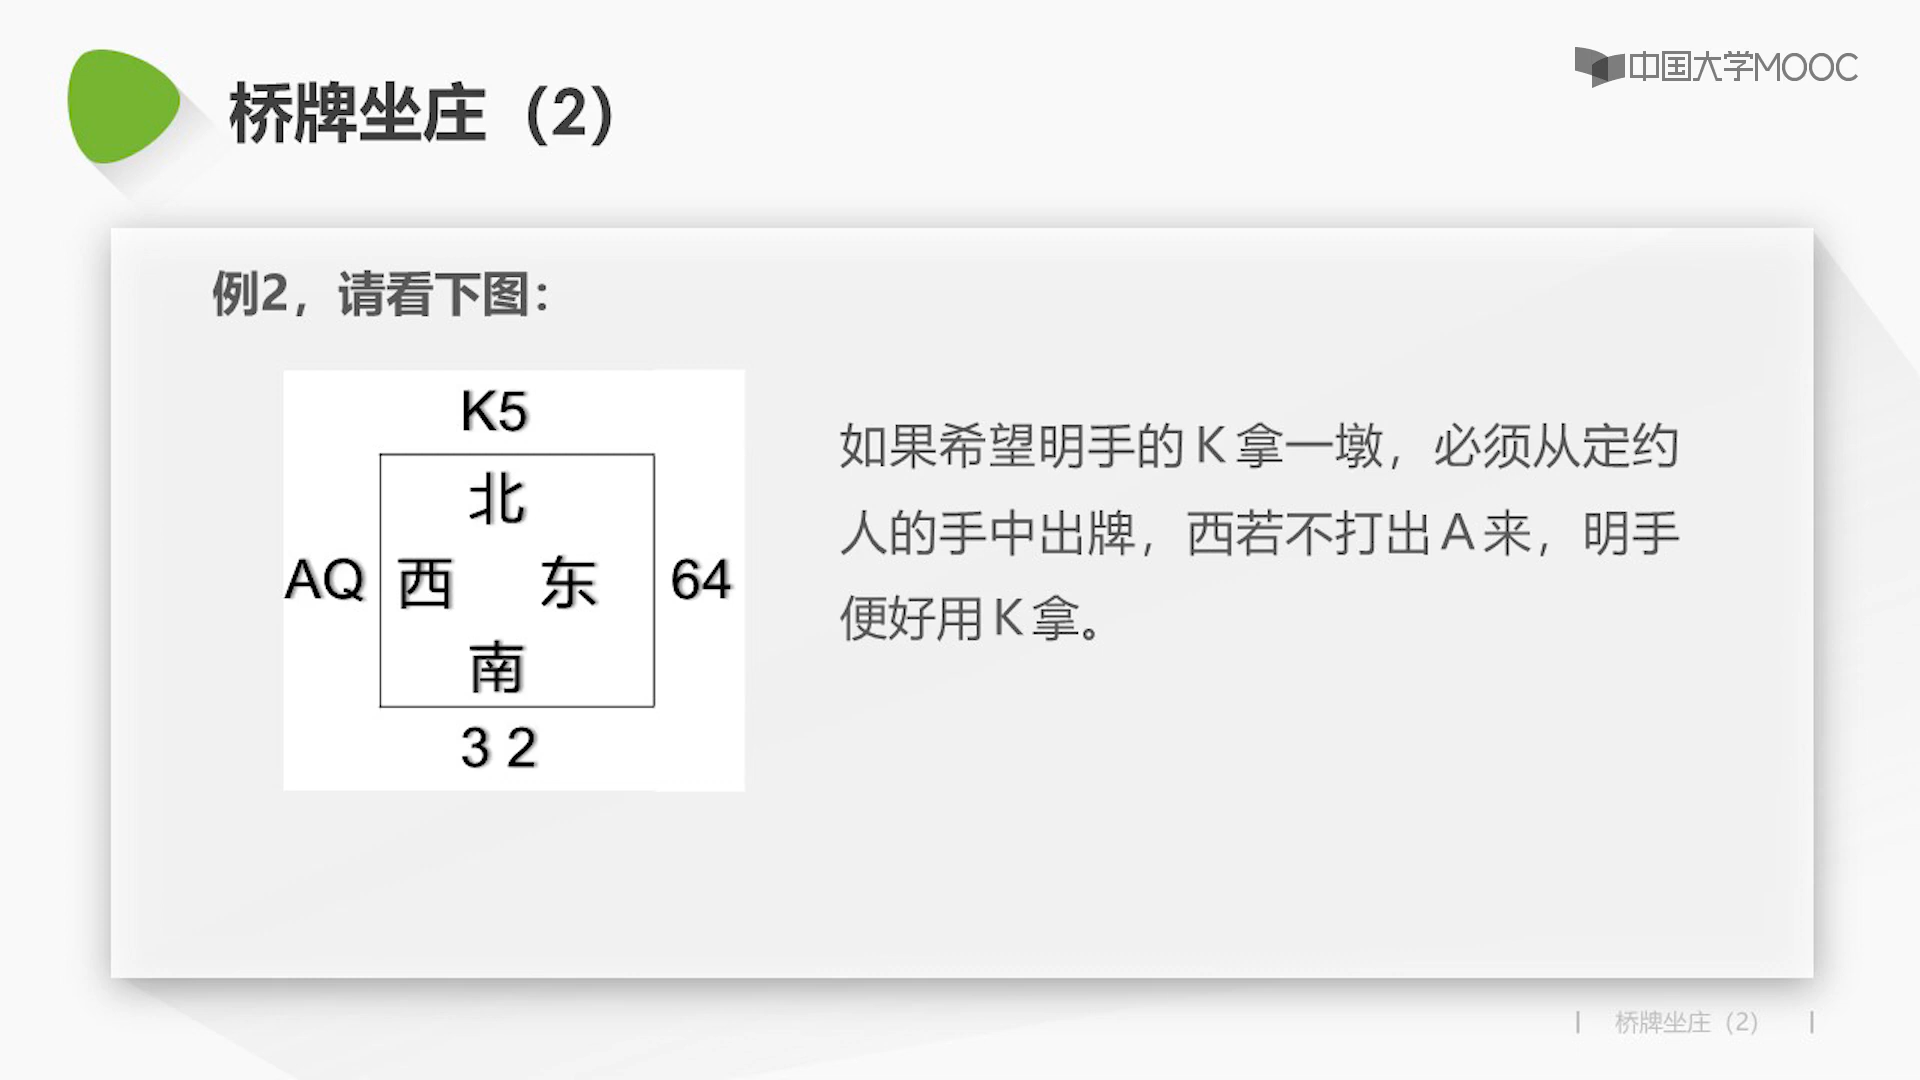 中国大学MOOC
桥牌坐庄（2）
例2，请看下图：
K5
北
AQ 西 东 64
南
3 2
如果希望明手的K拿一墩，必须从定约
人的手中出牌，西若不打出A来，明手
便好用K拿。
桥牌坐庄（2）